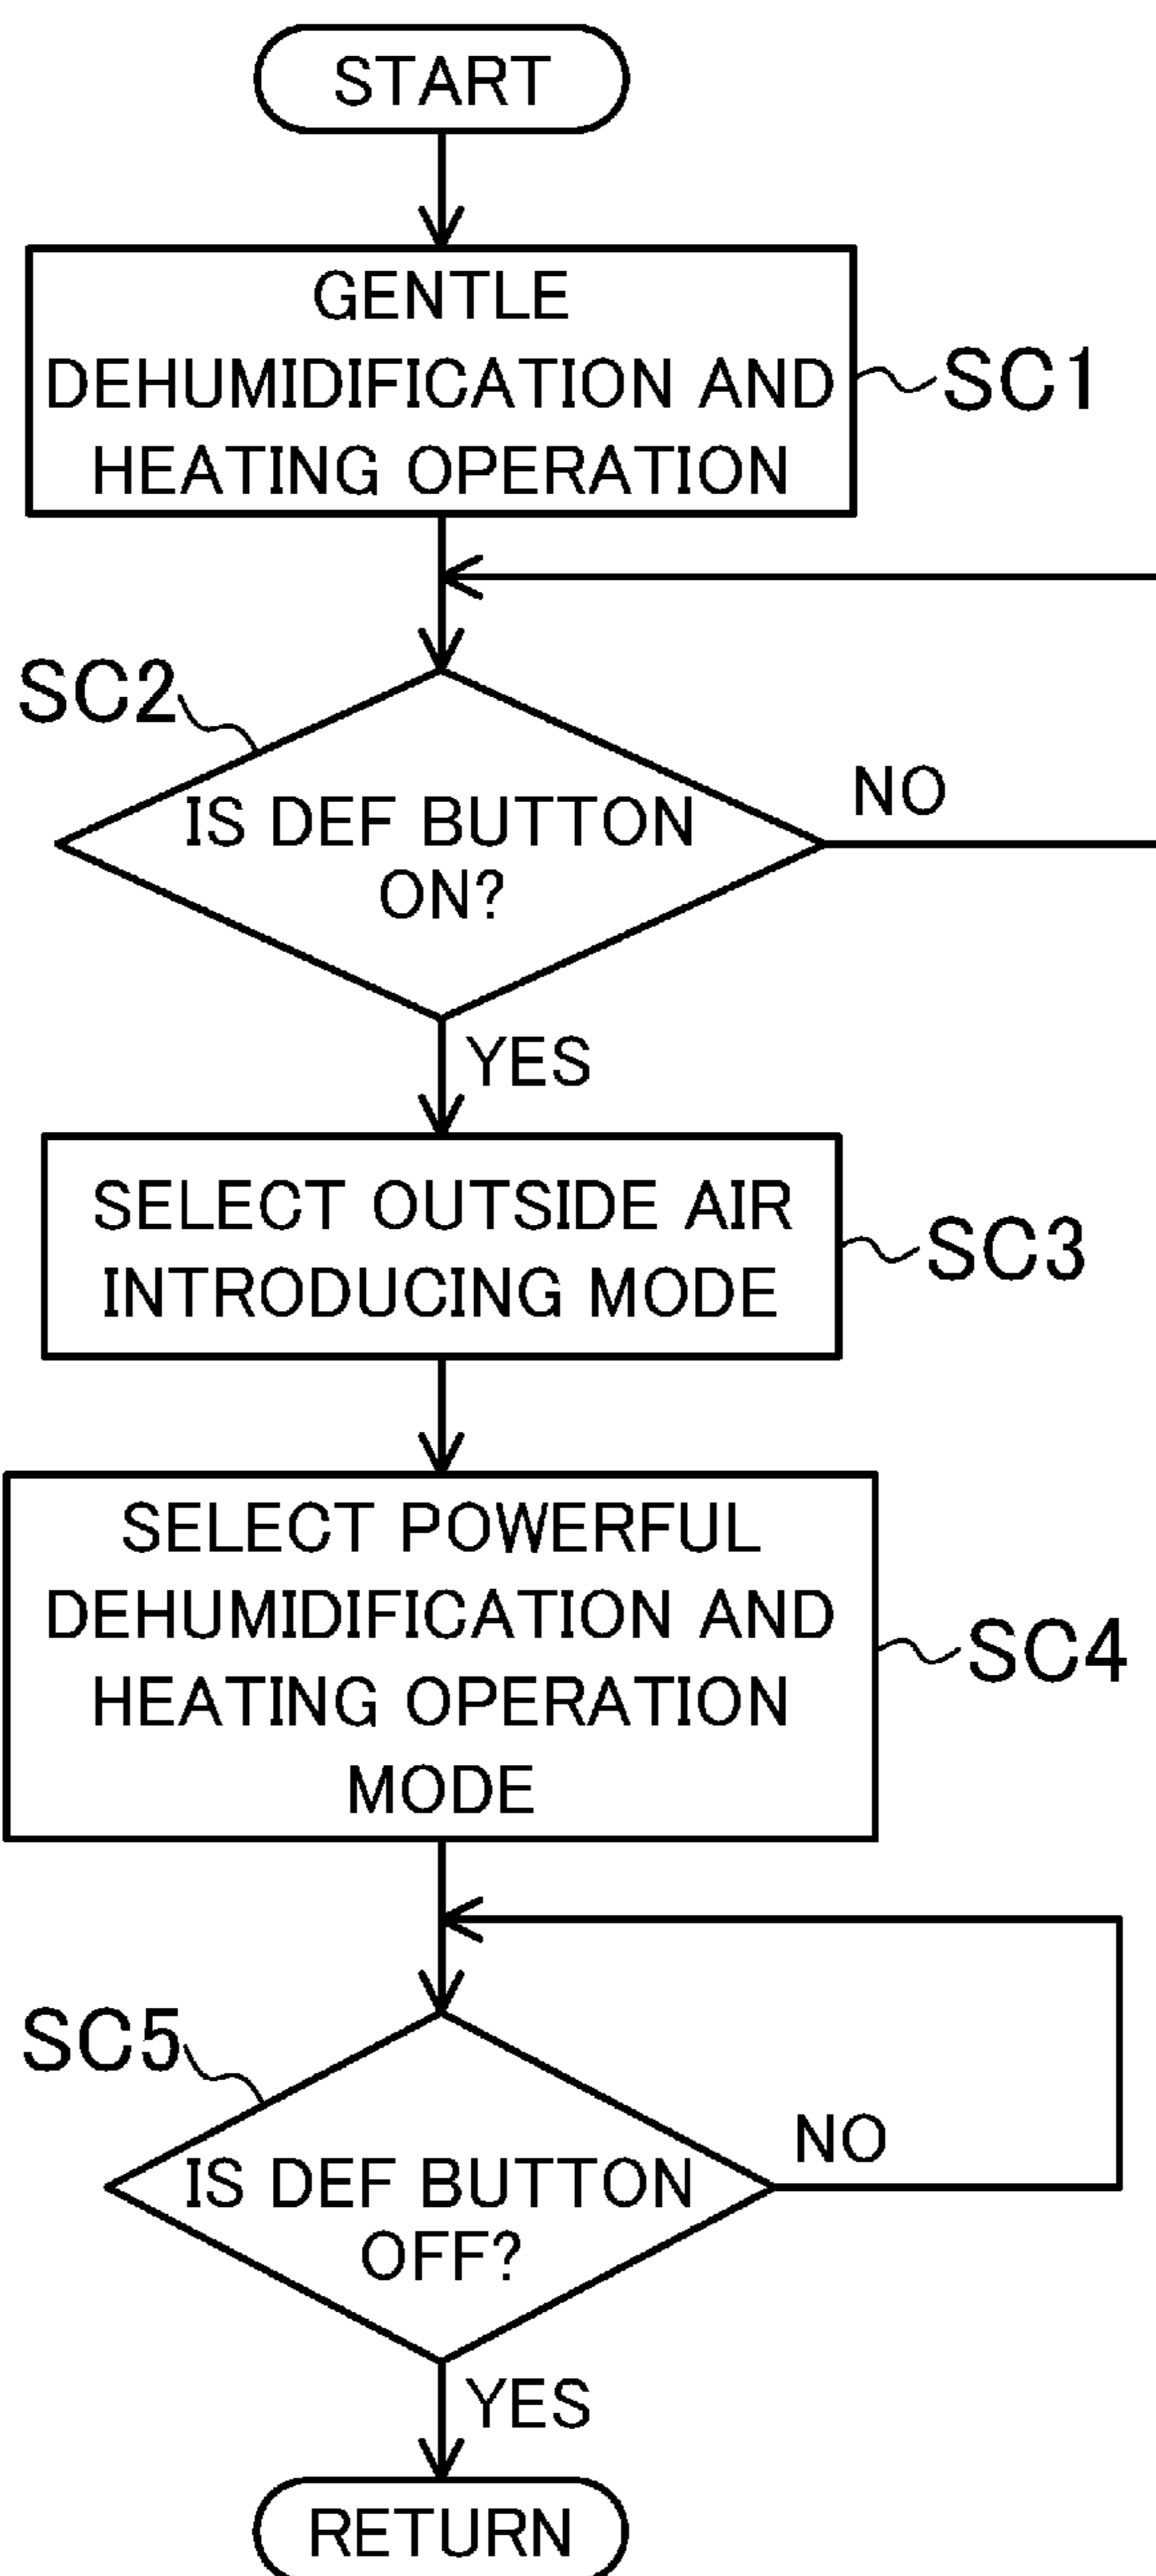 START
GENTLE
DEHUMIDIFICATION AND
HEATING OPERATION
SC1
SC2
IS DEF BUTTON
ON?
NO
YES
SELECT OUTSIDE AIR
INTRODUCING MODE
SC3
SELECT POWERFUL
DEHUMIDIFICATION AND
HEATING OPERATION
MODE
SC4
SC5
IS DEF BUTTON
OFF?
NO
YES
RETURN